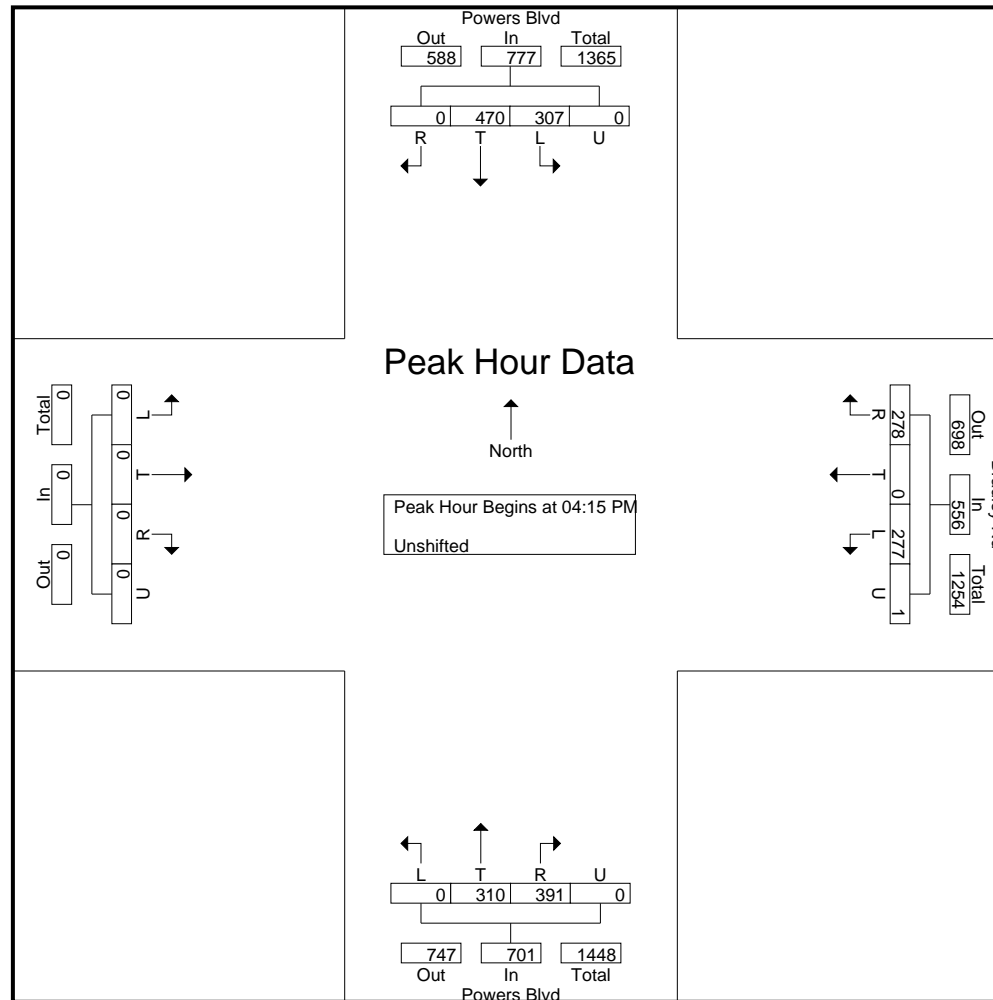 Powers Blvd
Out In Total
588 777 1365
0 470 307 0
R T L U
Peak Hour Data
North
Peak Hour Begins at 04:15 PM
Unshifted
Total In Out
0 0 0
0 0 0 0
L T R U
Out In Total
698 556 1254
278 0 277 1
R T L U
L T R U
0 310 391 0
747 701 1448
Out In Total
Powers Blvd